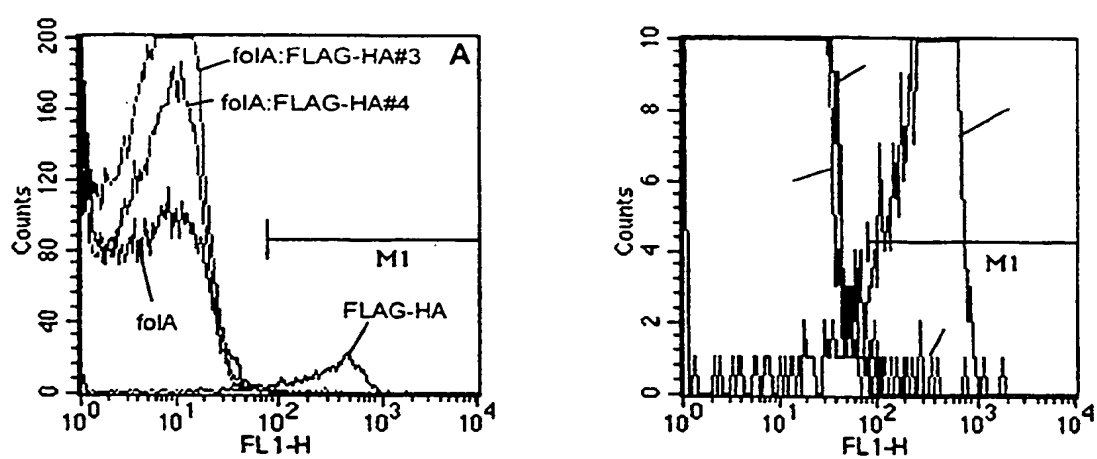 A
folA:FLAG-HA#3
folA:FLAG-HA#4
folA
FLAG-HA
M1
Counts
200
160
120
80
40
0
10^0 10^1 10^2 10^3 10^4
FL1-H
Counts
10
8
6
4
2
0
M1
10^0 10^1 10^2 10^3 10^4
FL1-H